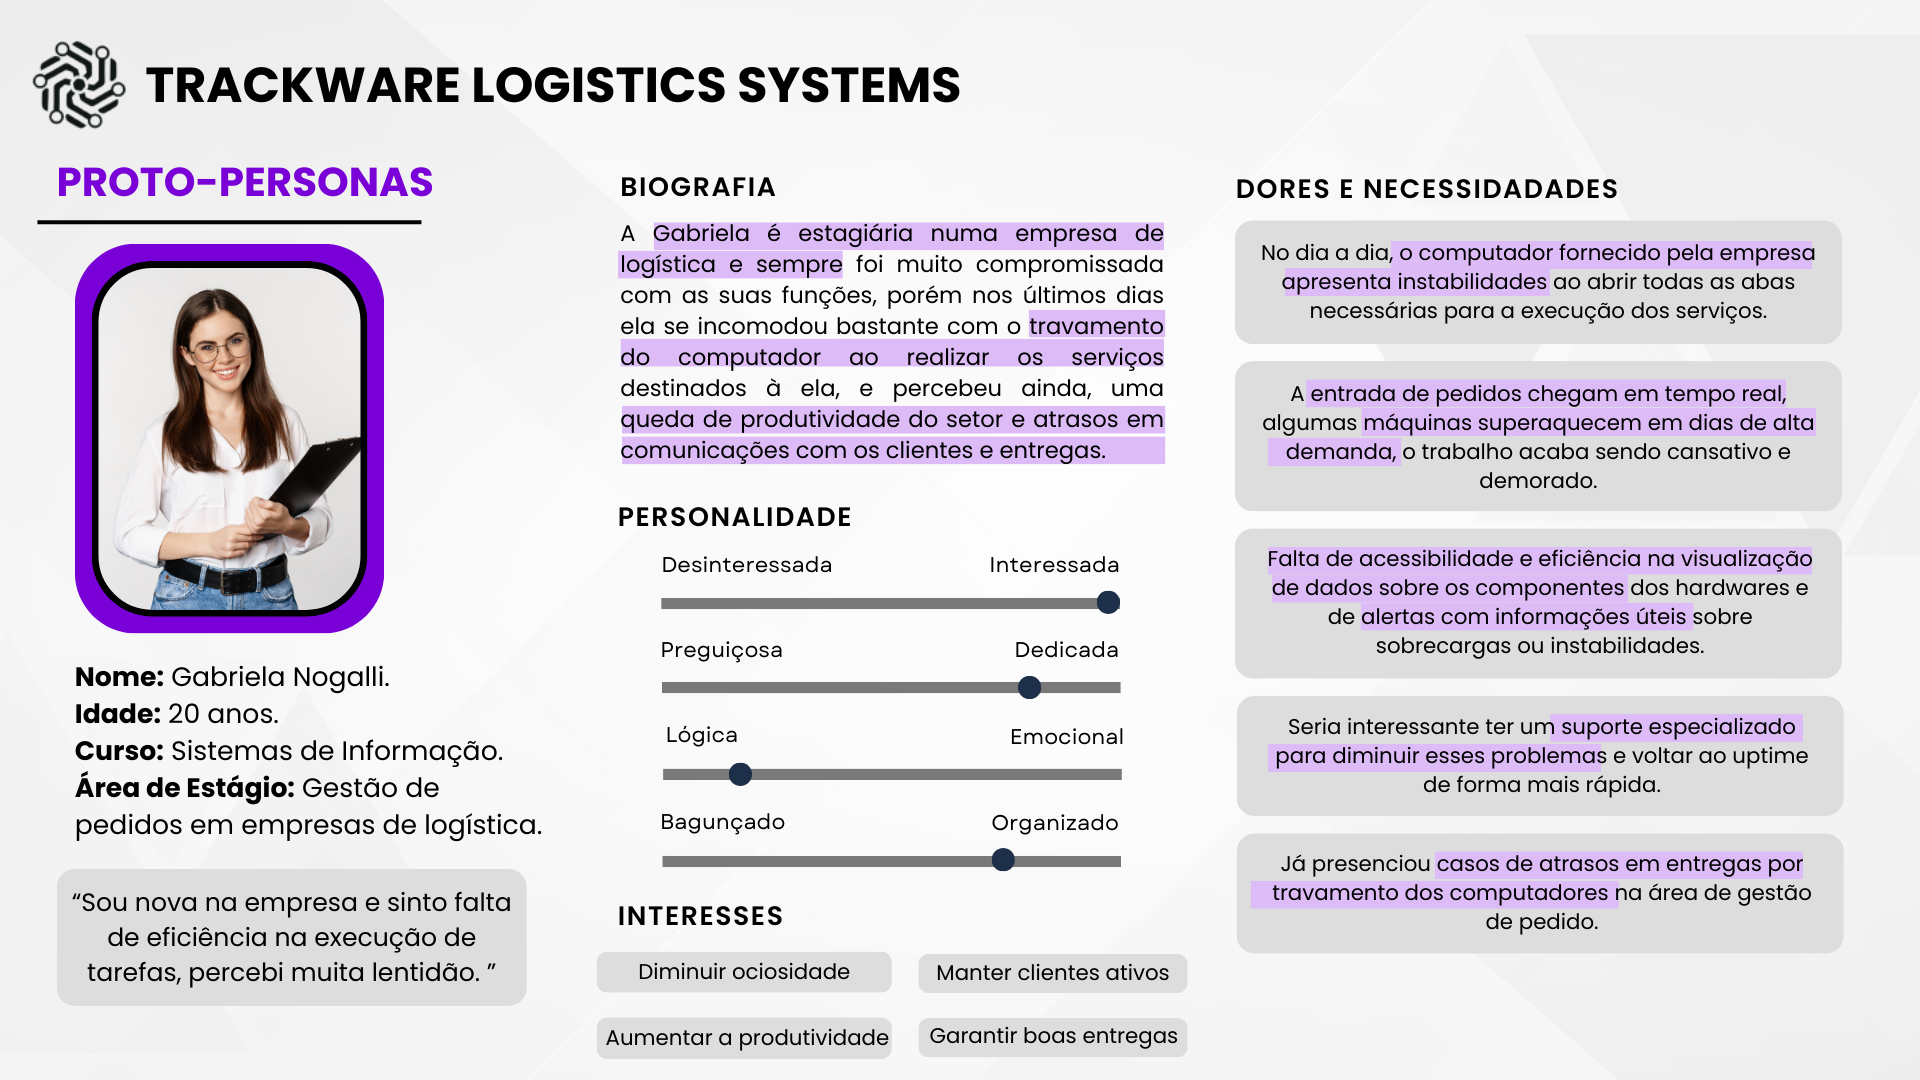 TRACKWARE LOGISTICS SYSTEMS
PROTO-PERSONAS
Nome: Gabriela Nogalli.
Idade: 20 anos.
Curso: Sistemas de Informação.
Área de Estágio: Gestão de
pedidos em empresas de logística.
“Sou nova na empresa e sinto falta
de eficiência na execução de
tarefas, percebi muita lentidão. ”
BIOGRAFIA
A Gabriela é estagiária numa empresa de
logística e sempre foi muito compromissada
com as suas funções, porém nos últimos dias
ela se incomodou bastante com o travamento
do computador ao realizar os serviços
destinados à ela, e percebeu ainda, uma
queda de produtividade do setor e atrasos em
comunicações com os clientes e entregas.
PERSONALIDADE
Desinteressada Interessada
Preguiçosa Dedicada
Lógica Emocional
Bagunçado Organizado
INTERESSES
Diminuir ociosidade Manter clientes ativos
Aumentar a produtividade Garantir boas entregas
DORES E NECESSIDADADES
No dia a dia, o computador fornecido pela empresa
apresenta instabilidades ao abrir todas as abas
necessárias para a execução dos serviços.
A entrada de pedidos chegam em tempo real,
algumas máquinas superaquecem em dias de alta
demanda, o trabalho acaba sendo cansativo e
demorado.
Falta de acessibilidade e eficiência na visualização
de dados sobre os componentes dos hardwares e
de alertas com informações úteis sobre
sobrecargas ou instabilidades.
Seria interessante ter um suporte especializado
para diminuir esses problemas e voltar ao uptime
de forma mais rápida.
Já presenciou casos de atrasos em entregas por
travamento dos computadores na área de gestão
de pedido.